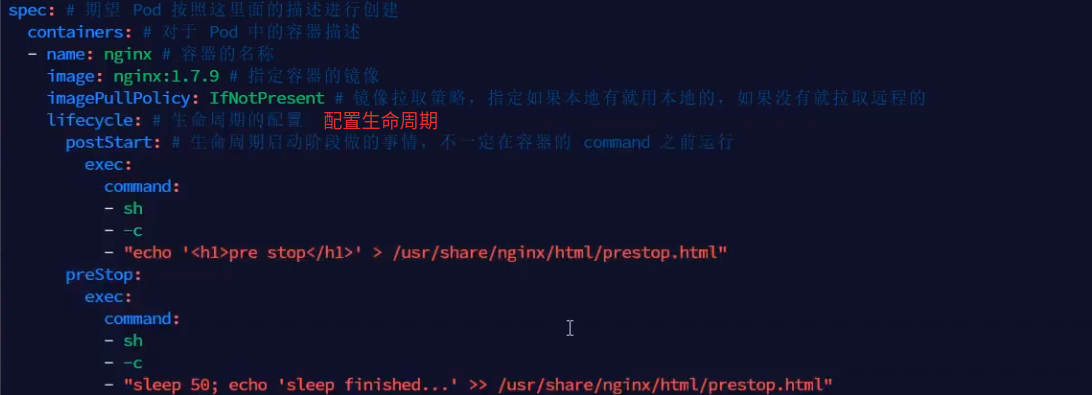 spec: # 期望 Pod 按照这里面的描述进行创建
  containers: # 对于 Pod 中的容器描述
  - name: nginx # 容器的名称
    image: nginx:1.7.9 # 指定容器的镜像
    imagePullPolicy: IfNotPresent # 镜像拉取策略，指定如果本地有就用本地的，如果没有就拉取远程的
    lifecycle: # 生命周期的配置 配置生命周期
      postStart: # 生命周期启动阶段做的事情，不一定在容器的 command 之前运行
        exec:
          command:
          - sh
          - -c
          - "echo '<h1>pre stop</h1>' > /usr/share/nginx/html/prestop.html"
      preStop:
        exec:
          command:
          - sh
          - -c
          - "sleep 50; echo 'sleep finished...' >> /usr/share/nginx/html/prestop.html"